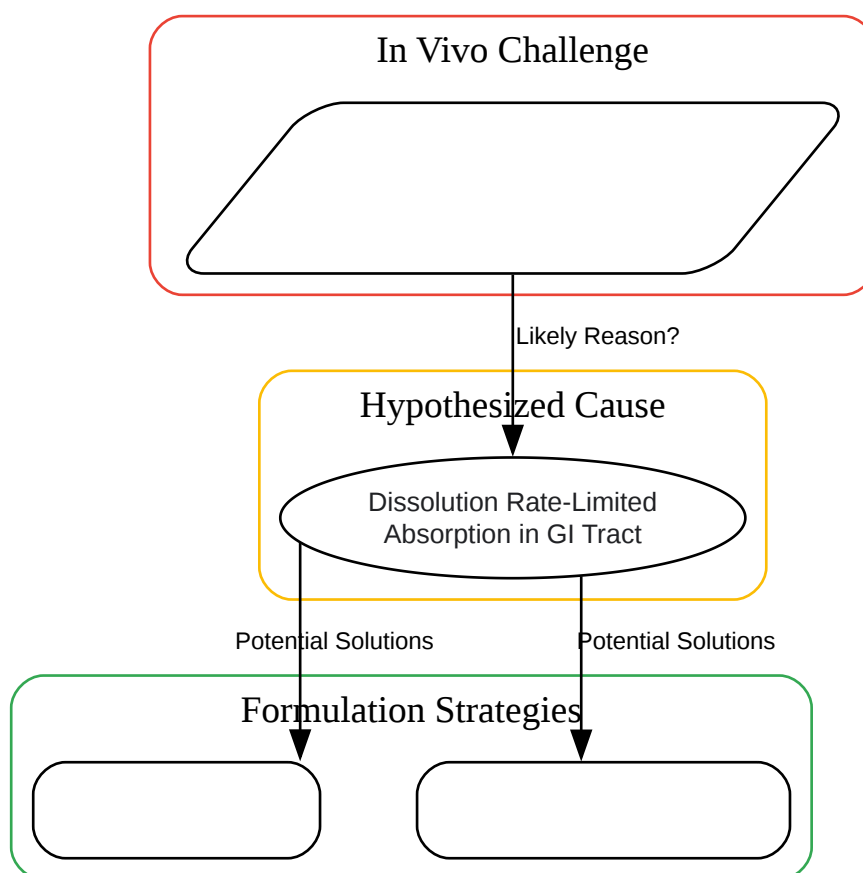 In Vivo Challenge
Likely Reason?
Hypothesized Cause
Dissolution Rate-Limited
Absorption in GI Tract
Potential Solutions
Potential Solutions
Formulation Strategies